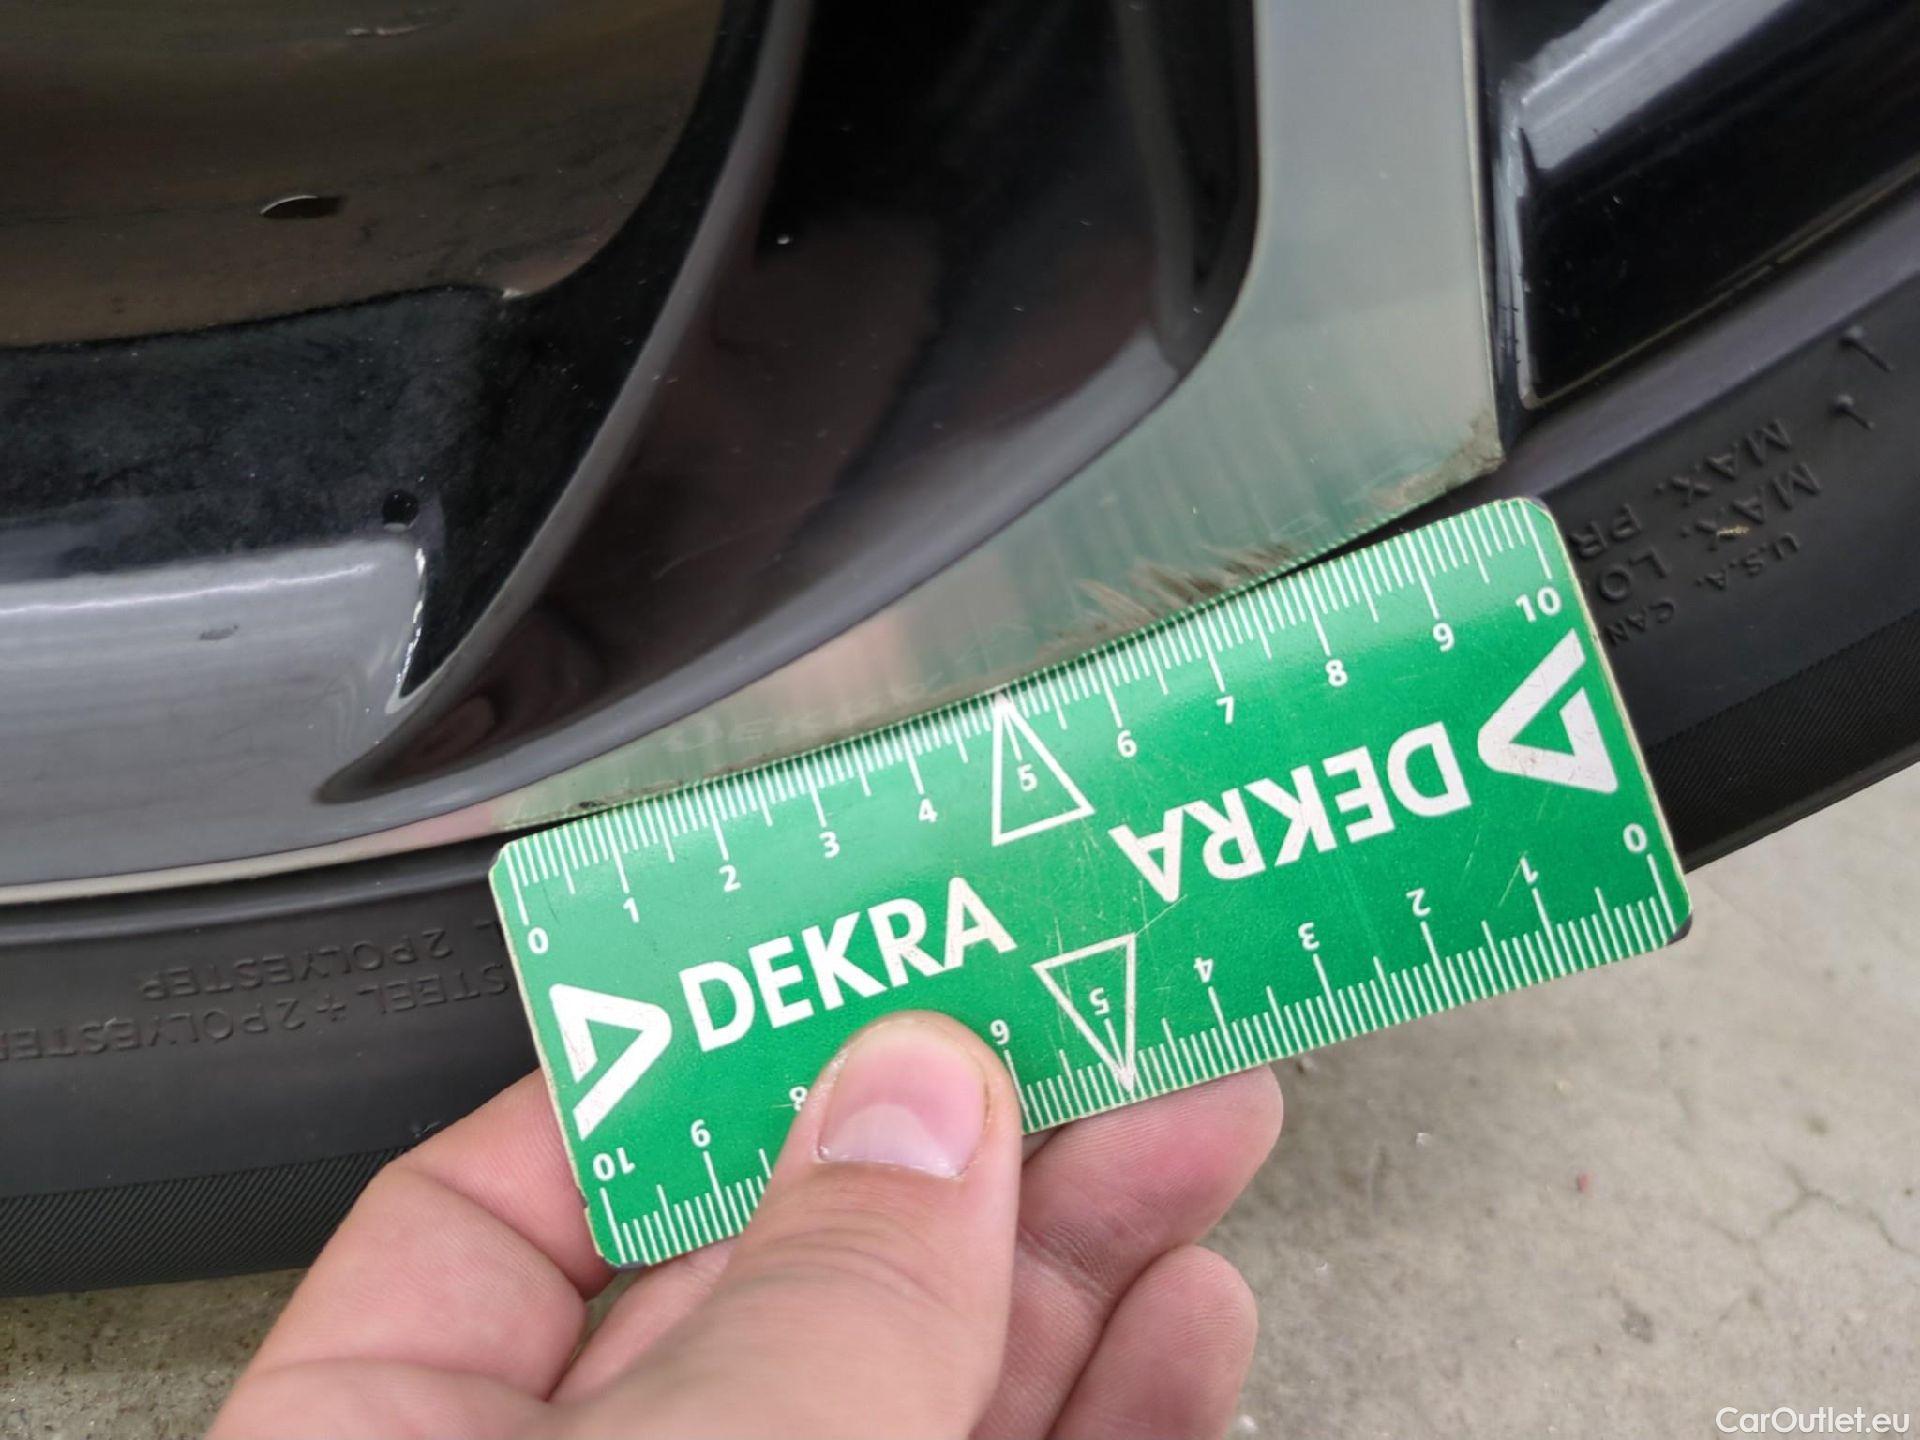 MAX. LO
MAX. PR
U.S.A. CAN
0 1 2 3 4 5 6 7 8 9 10
DEKRA
DEKRA
0 1 2 3 4 5 6 8 9 10
STEEL + 2 POLYESTER
2 POLYESTER
CarOutlet.eu